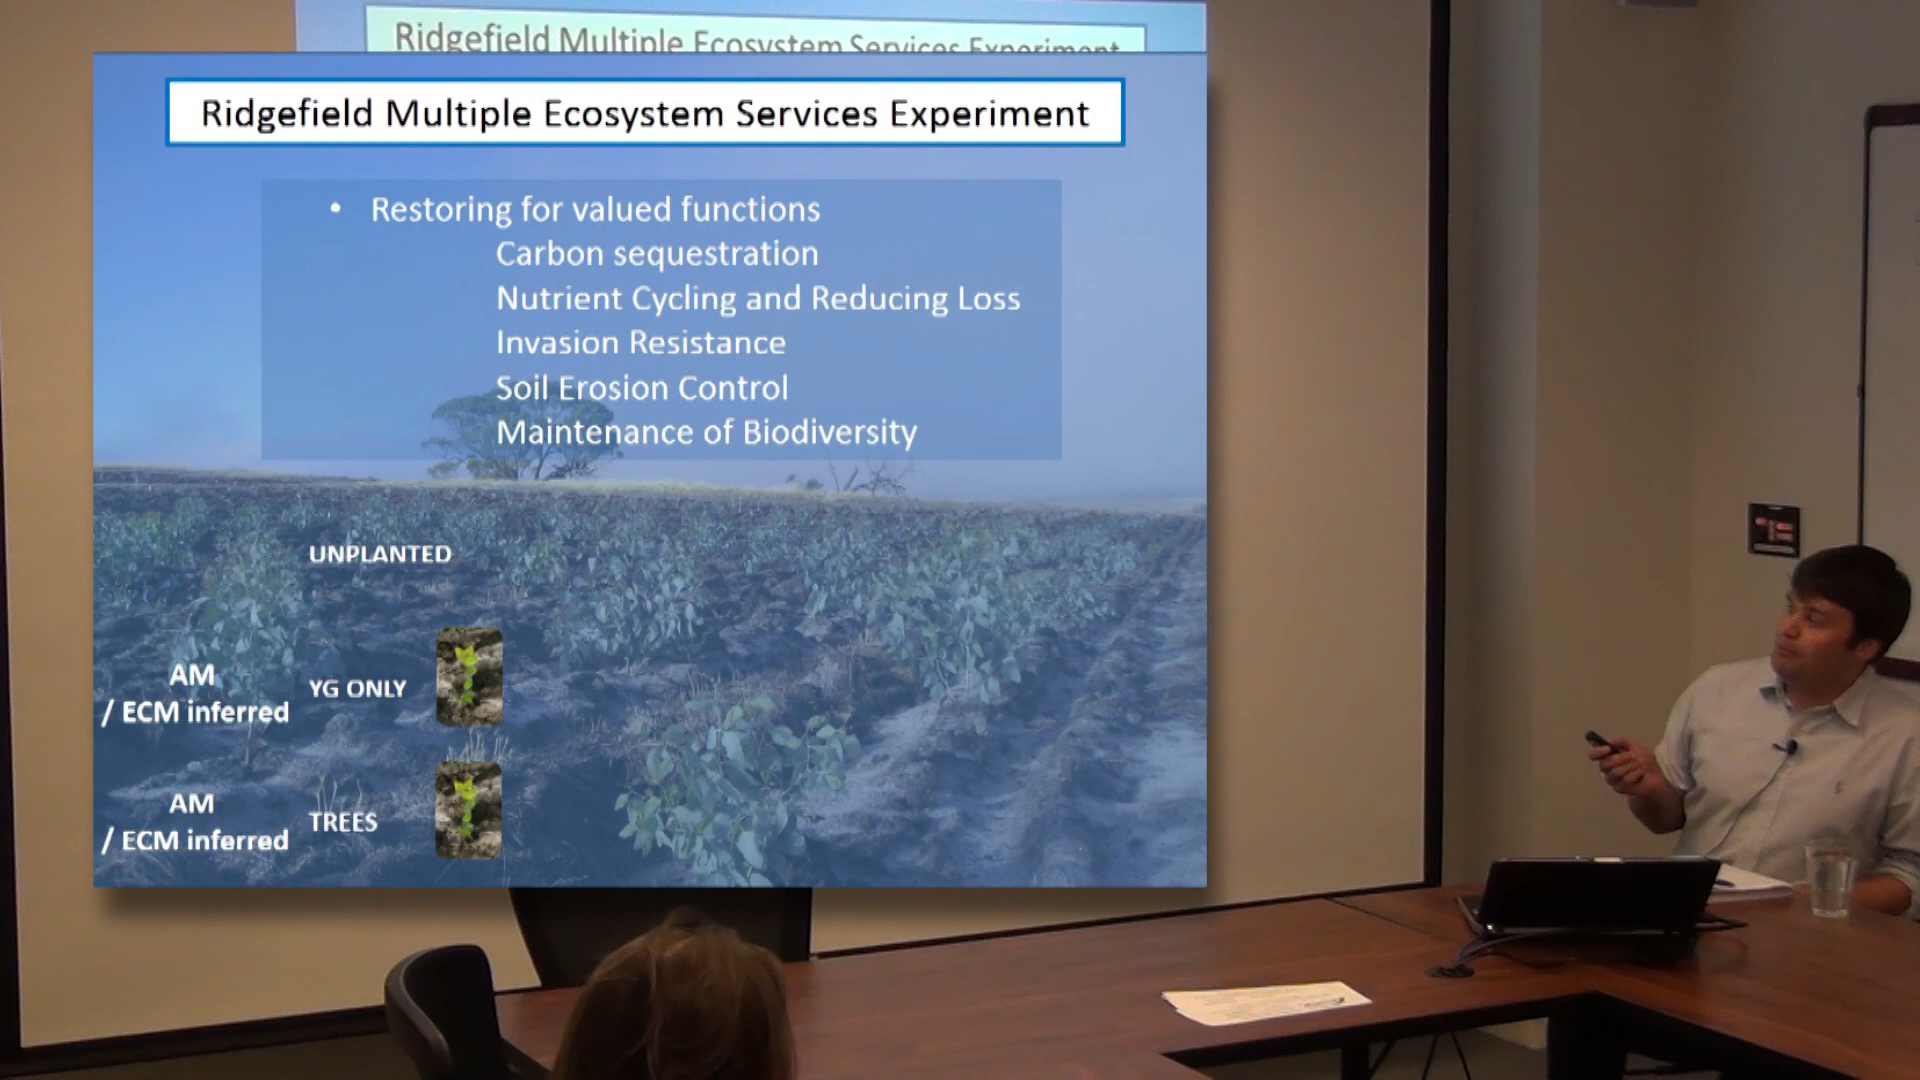 Ridgefield Multiple Ecosystem Services Experiment
Ridgefield Multiple Ecosystem Services Experiment
• Restoring for valued functions
Carbon sequestration
Nutrient Cycling and Reducing Loss
Invasion Resistance
Soil Erosion Control
Maintenance of Biodiversity
UNPLANTED
AM
/ ECM inferred
YG ONLY
AM
/ ECM inferred
TREES